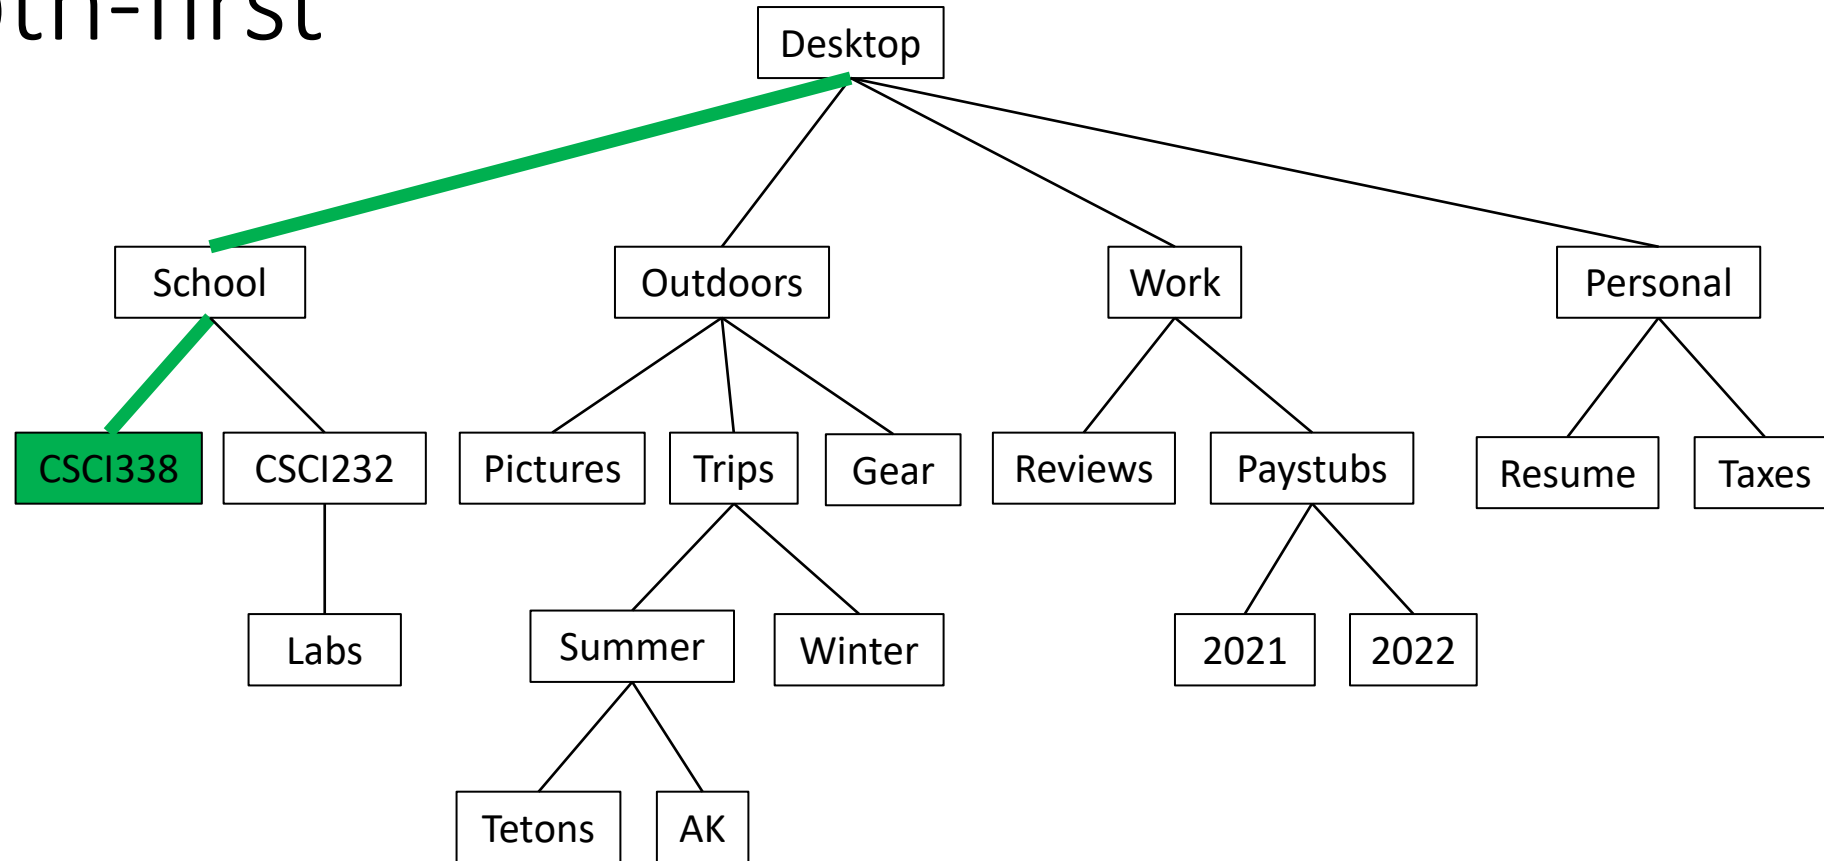 Desktop
School Outdoors Work Personal
CSCI338 CSCI232 Pictures Trips Gear Reviews Paystubs Resume Taxes
Labs Summer Winter 2021 2022
Tetons AK